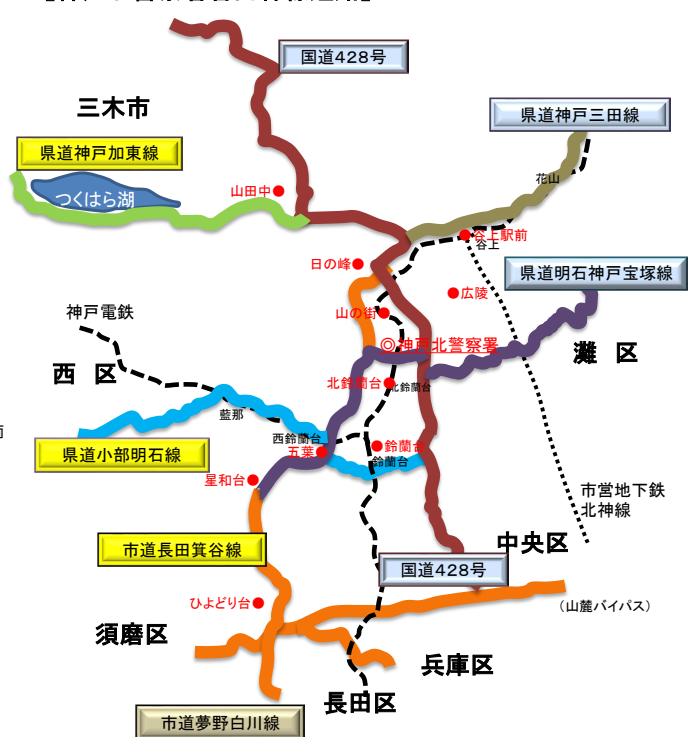 国道428号
三木市
県道神戸三田線
県道神戸加東線
花山
山田中
つくはら湖
谷上駅前
谷上
日の峰
県道明石神戸宝塚線
広陵
神戸電鉄
山の街
◎神戸北警察署
灘 区
西 区
北鈴蘭台
北鈴蘭台
藍那
西鈴蘭台
鈴蘭台
県道小部明石線
五葉
鈴蘭台
星和台
市営地下鉄
北神線
市道長田箕谷線
中央区
国道428号
ひよどり台
(山麓バイパス)
須磨区
兵庫区
長田区
市道夢野白川線